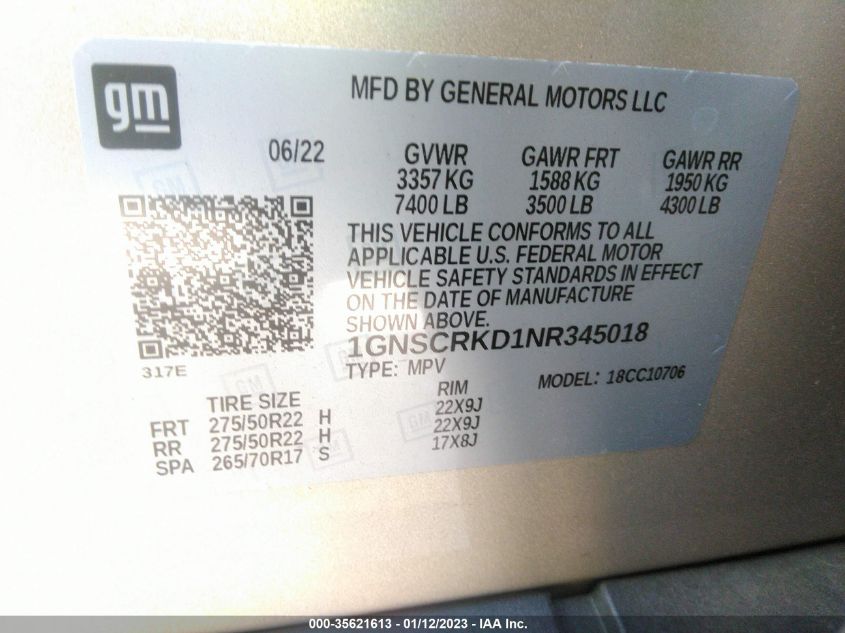 gm
MFD BY GENERAL MOTORS LLC
06/22
GVWR GAWR FRT GAWR RR
3357 KG 1588 KG 1950 KG
7400 LB 3500 LB 4300 LB
THIS VEHICLE CONFORMS TO ALL
APPLICABLE U.S. FEDERAL MOTOR
VEHICLE SAFETY STANDARDS IN EFFECT
ON THE DATE OF MANUFACTURE
SHOWN ABOVE.
1GNSCRKD1NR345018
317E
TYPE: MPV MODEL: 18CC10706
TIRE SIZE RIM
FRT 275/50R22 H 22X9J
RR 275/50R22 H 22X9J
SPA 265/70R17 S 17X8J
000-35621613 - 01/12/2023 - IAA Inc.